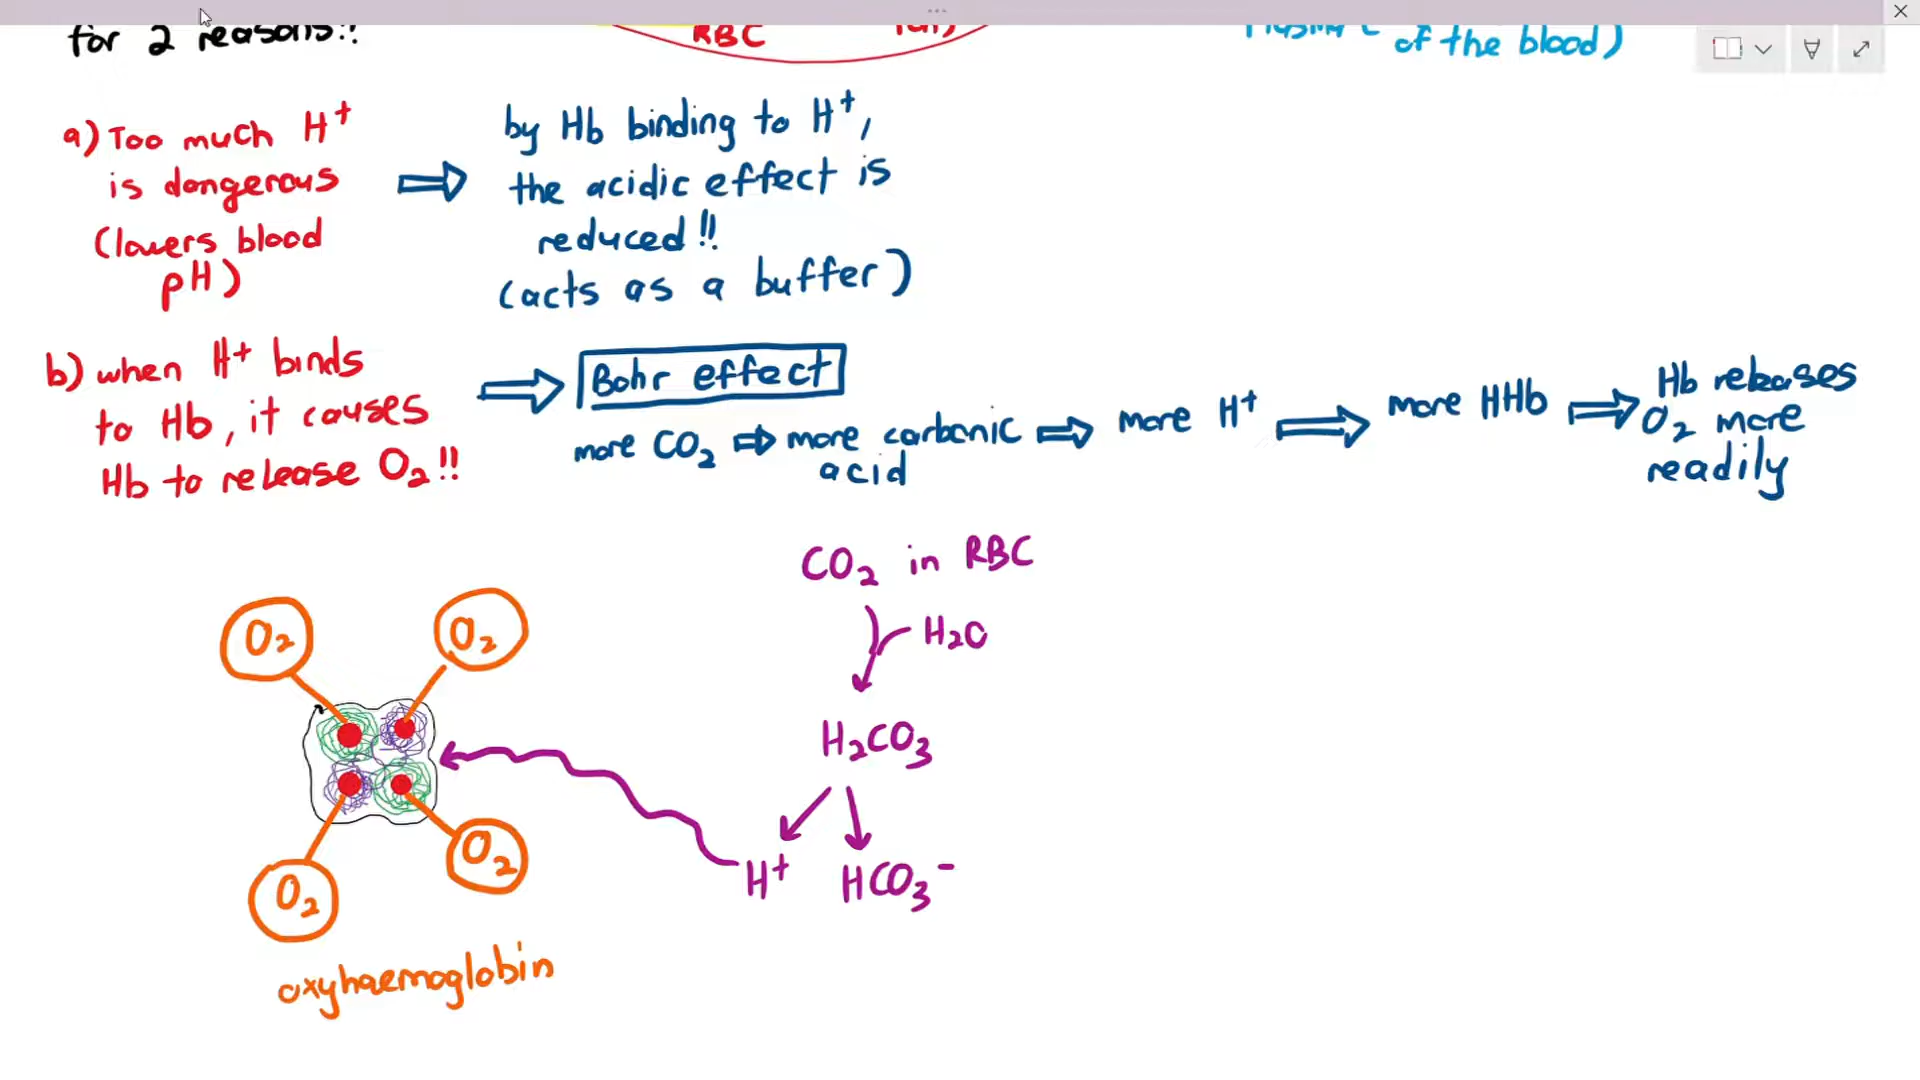 for 2 reasons!!
RBC
of the blood)
a) Too much H⁺
is dangerous
(lowers blood
pH)
by Hb binding to H⁺,
the acidic effect is
reduced!!
(acts as a buffer)
b) when H⁺ binds
to Hb, it causes
Hb to release O₂!!
Bohr effect
more CO₂ ⇒ more carbonic
acid
⇒ more H⁺ ⇒ more HHb ⇒
Hb releases
O₂ more
readily
CO₂ in RBC
H₂O
H₂CO₃
H⁺ HCO₃⁻
O₂
O₂
O₂
O₂
oxyhaemoglobin